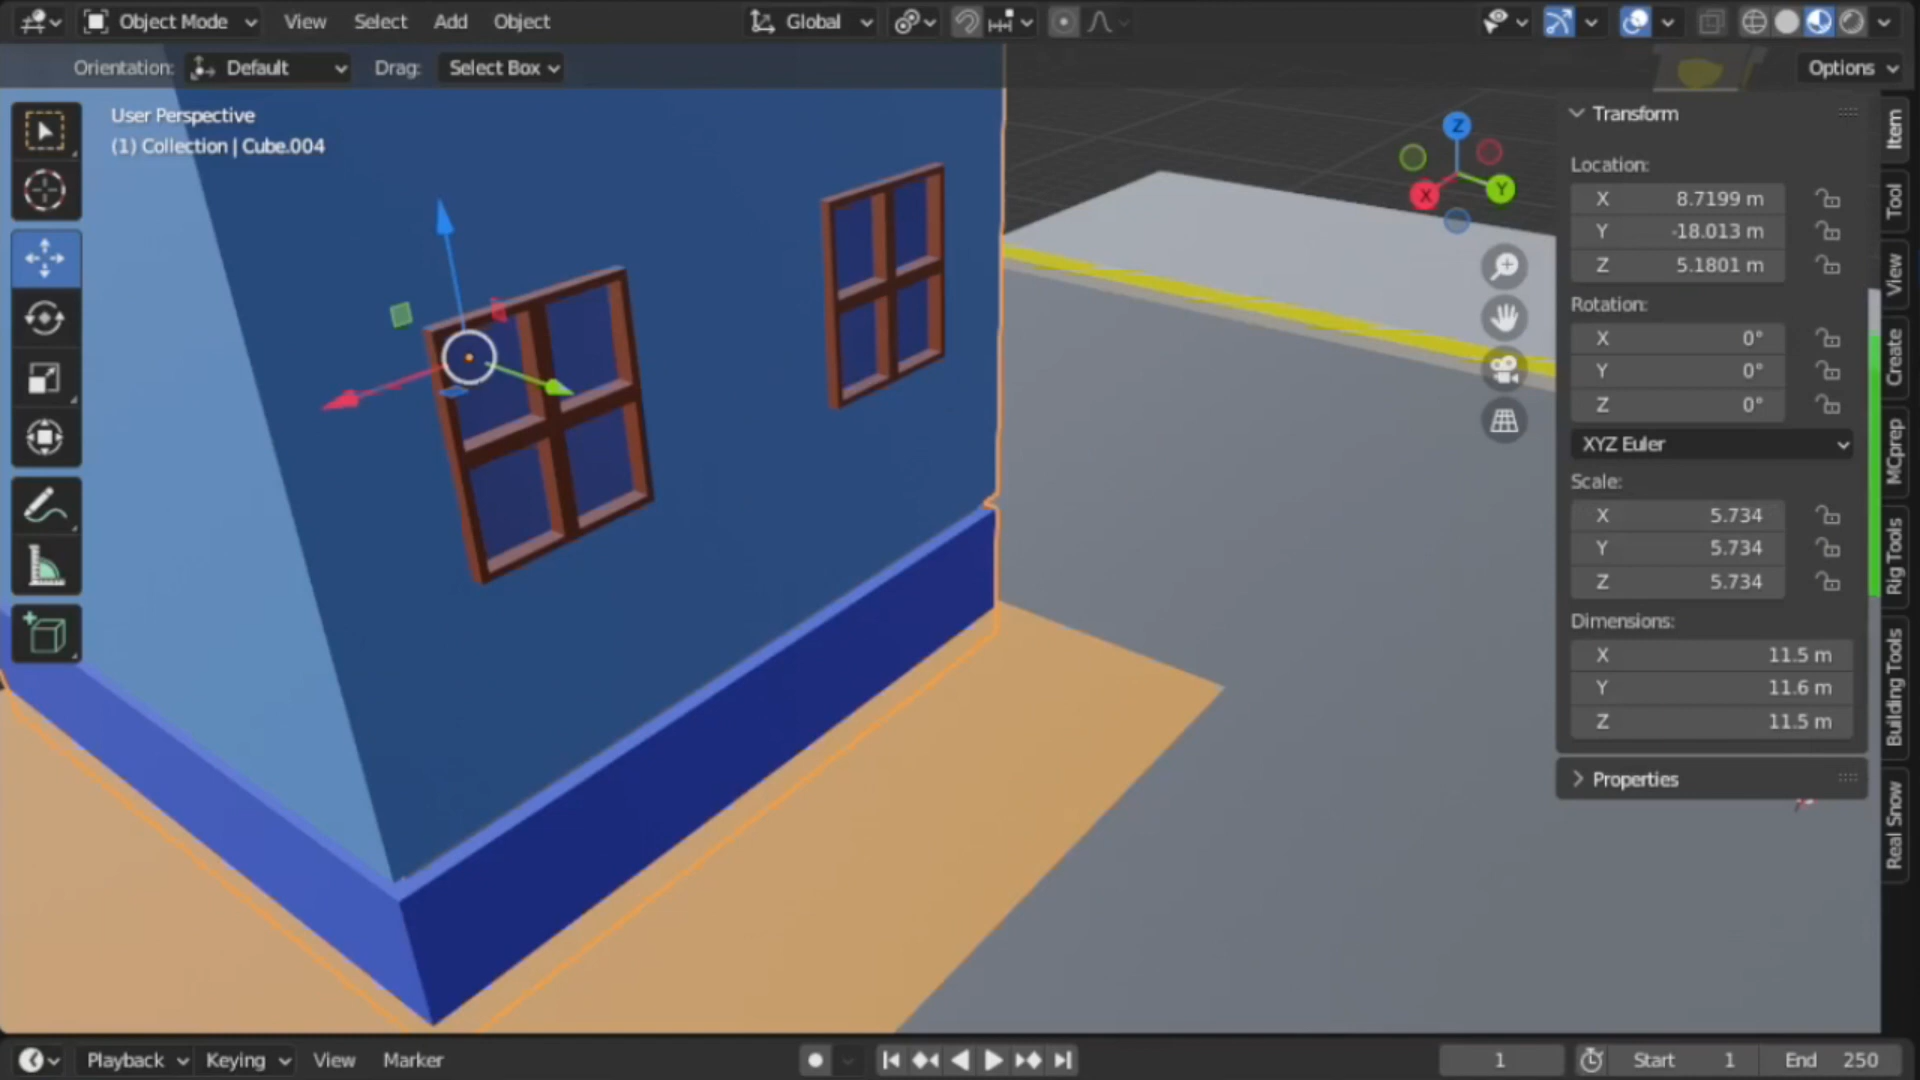 Object Mode View Select Add Object Global
Orientation: Default Drag: Select Box Options
User Perspective
(1) Collection | Cube.004
Z
X
Y
Transform
Location:
X 8.7199 m
Y -18.013 m
Z 5.1801 m
Rotation:
X 0°
Y 0°
Z 0°
XYZ Euler
Scale:
X 5.734
Y 5.734
Z 5.734
Dimensions:
X 11.5 m
Y 11.6 m
Z 11.5 m
Properties
Item
Tool
View
Create
MCprep
Rig Tools
Building Tools
Real Snow
Playback Keying View Marker 1 Start 1 End 250